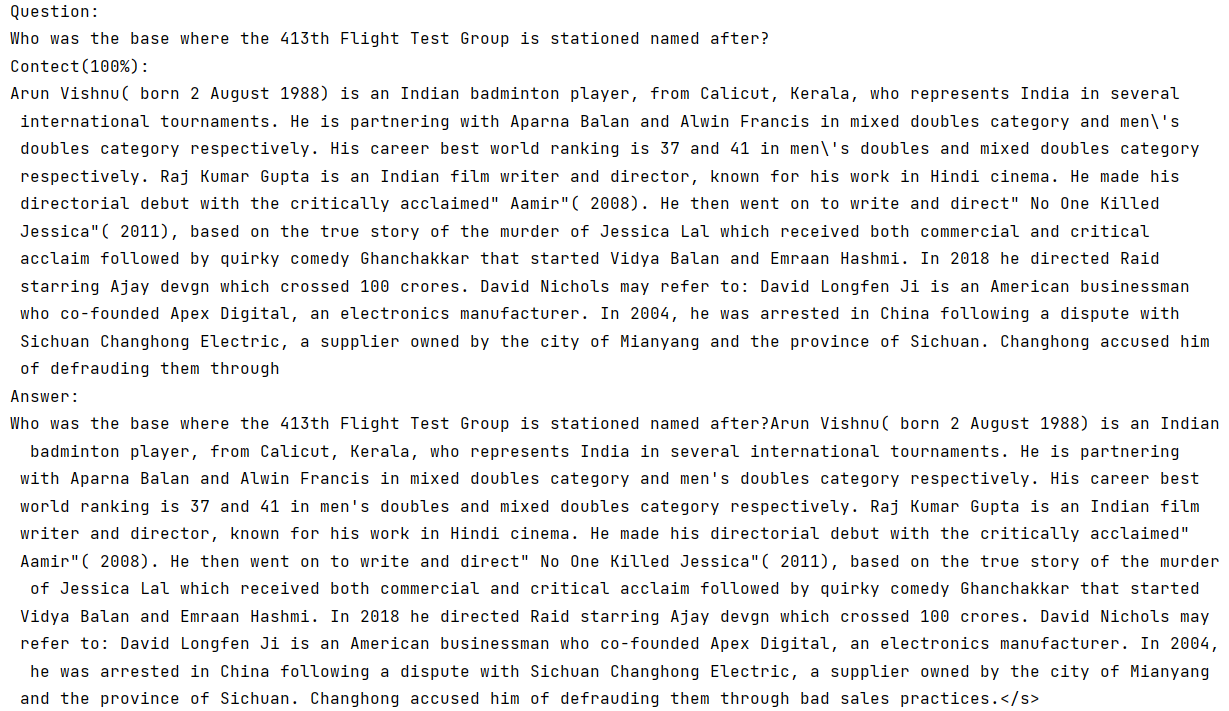 Question:
Who was the base where the 413th Flight Test Group is stationed named after?
Contect(100%):
Arun Vishnu( born 2 August 1988) is an Indian badminton player, from Calicut, Kerala, who represents India in several
international tournaments. He is partnering with Aparna Balan and Alwin Francis in mixed doubles category and men\'s
doubles category respectively. His career best world ranking is 37 and 41 in men\'s doubles and mixed doubles category
respectively. Raj Kumar Gupta is an Indian film writer and director, known for his work in Hindi cinema. He made his
directorial debut with the critically acclaimed" Aamir"( 2008). He then went on to write and direct" No One Killed
Jessica"( 2011), based on the true story of the murder of Jessica Lal which received both commercial and critical
acclaim followed by quirky comedy Ghanchakkar that started Vidya Balan and Emraan Hashmi. In 2018 he directed Raid
starring Ajay devgn which crossed 100 crores. David Nichols may refer to: David Longfen Ji is an American businessman
who co-founded Apex Digital, an electronics manufacturer. In 2004, he was arrested in China following a dispute with
Sichuan Changhong Electric, a supplier owned by the city of Mianyang and the province of Sichuan. Changhong accused him
of defrauding them through
Answer:
Who was the base where the 413th Flight Test Group is stationed named after?Arun Vishnu( born 2 August 1988) is an Indian
badminton player, from Calicut, Kerala, who represents India in several international tournaments. He is partnering
with Aparna Balan and Alwin Francis in mixed doubles category and men's doubles category respectively. His career best
world ranking is 37 and 41 in men's doubles and mixed doubles category respectively. Raj Kumar Gupta is an Indian film
writer and director, known for his work in Hindi cinema. He made his directorial debut with the critically acclaimed"
Aamir"( 2008). He then went on to write and direct" No One Killed Jessica"( 2011), based on the true story of the murder
of Jessica Lal which received both commercial and critical acclaim followed by quirky comedy Ghanchakkar that started
Vidya Balan and Emraan Hashmi. In 2018 he directed Raid starring Ajay devgn which crossed 100 crores. David Nichols may
refer to: David Longfen Ji is an American businessman who co-founded Apex Digital, an electronics manufacturer. In 2004,
he was arrested in China following a dispute with Sichuan Changhong Electric, a supplier owned by the city of Mianyang
and the province of Sichuan. Changhong accused him of defrauding them through bad sales practices.</s>